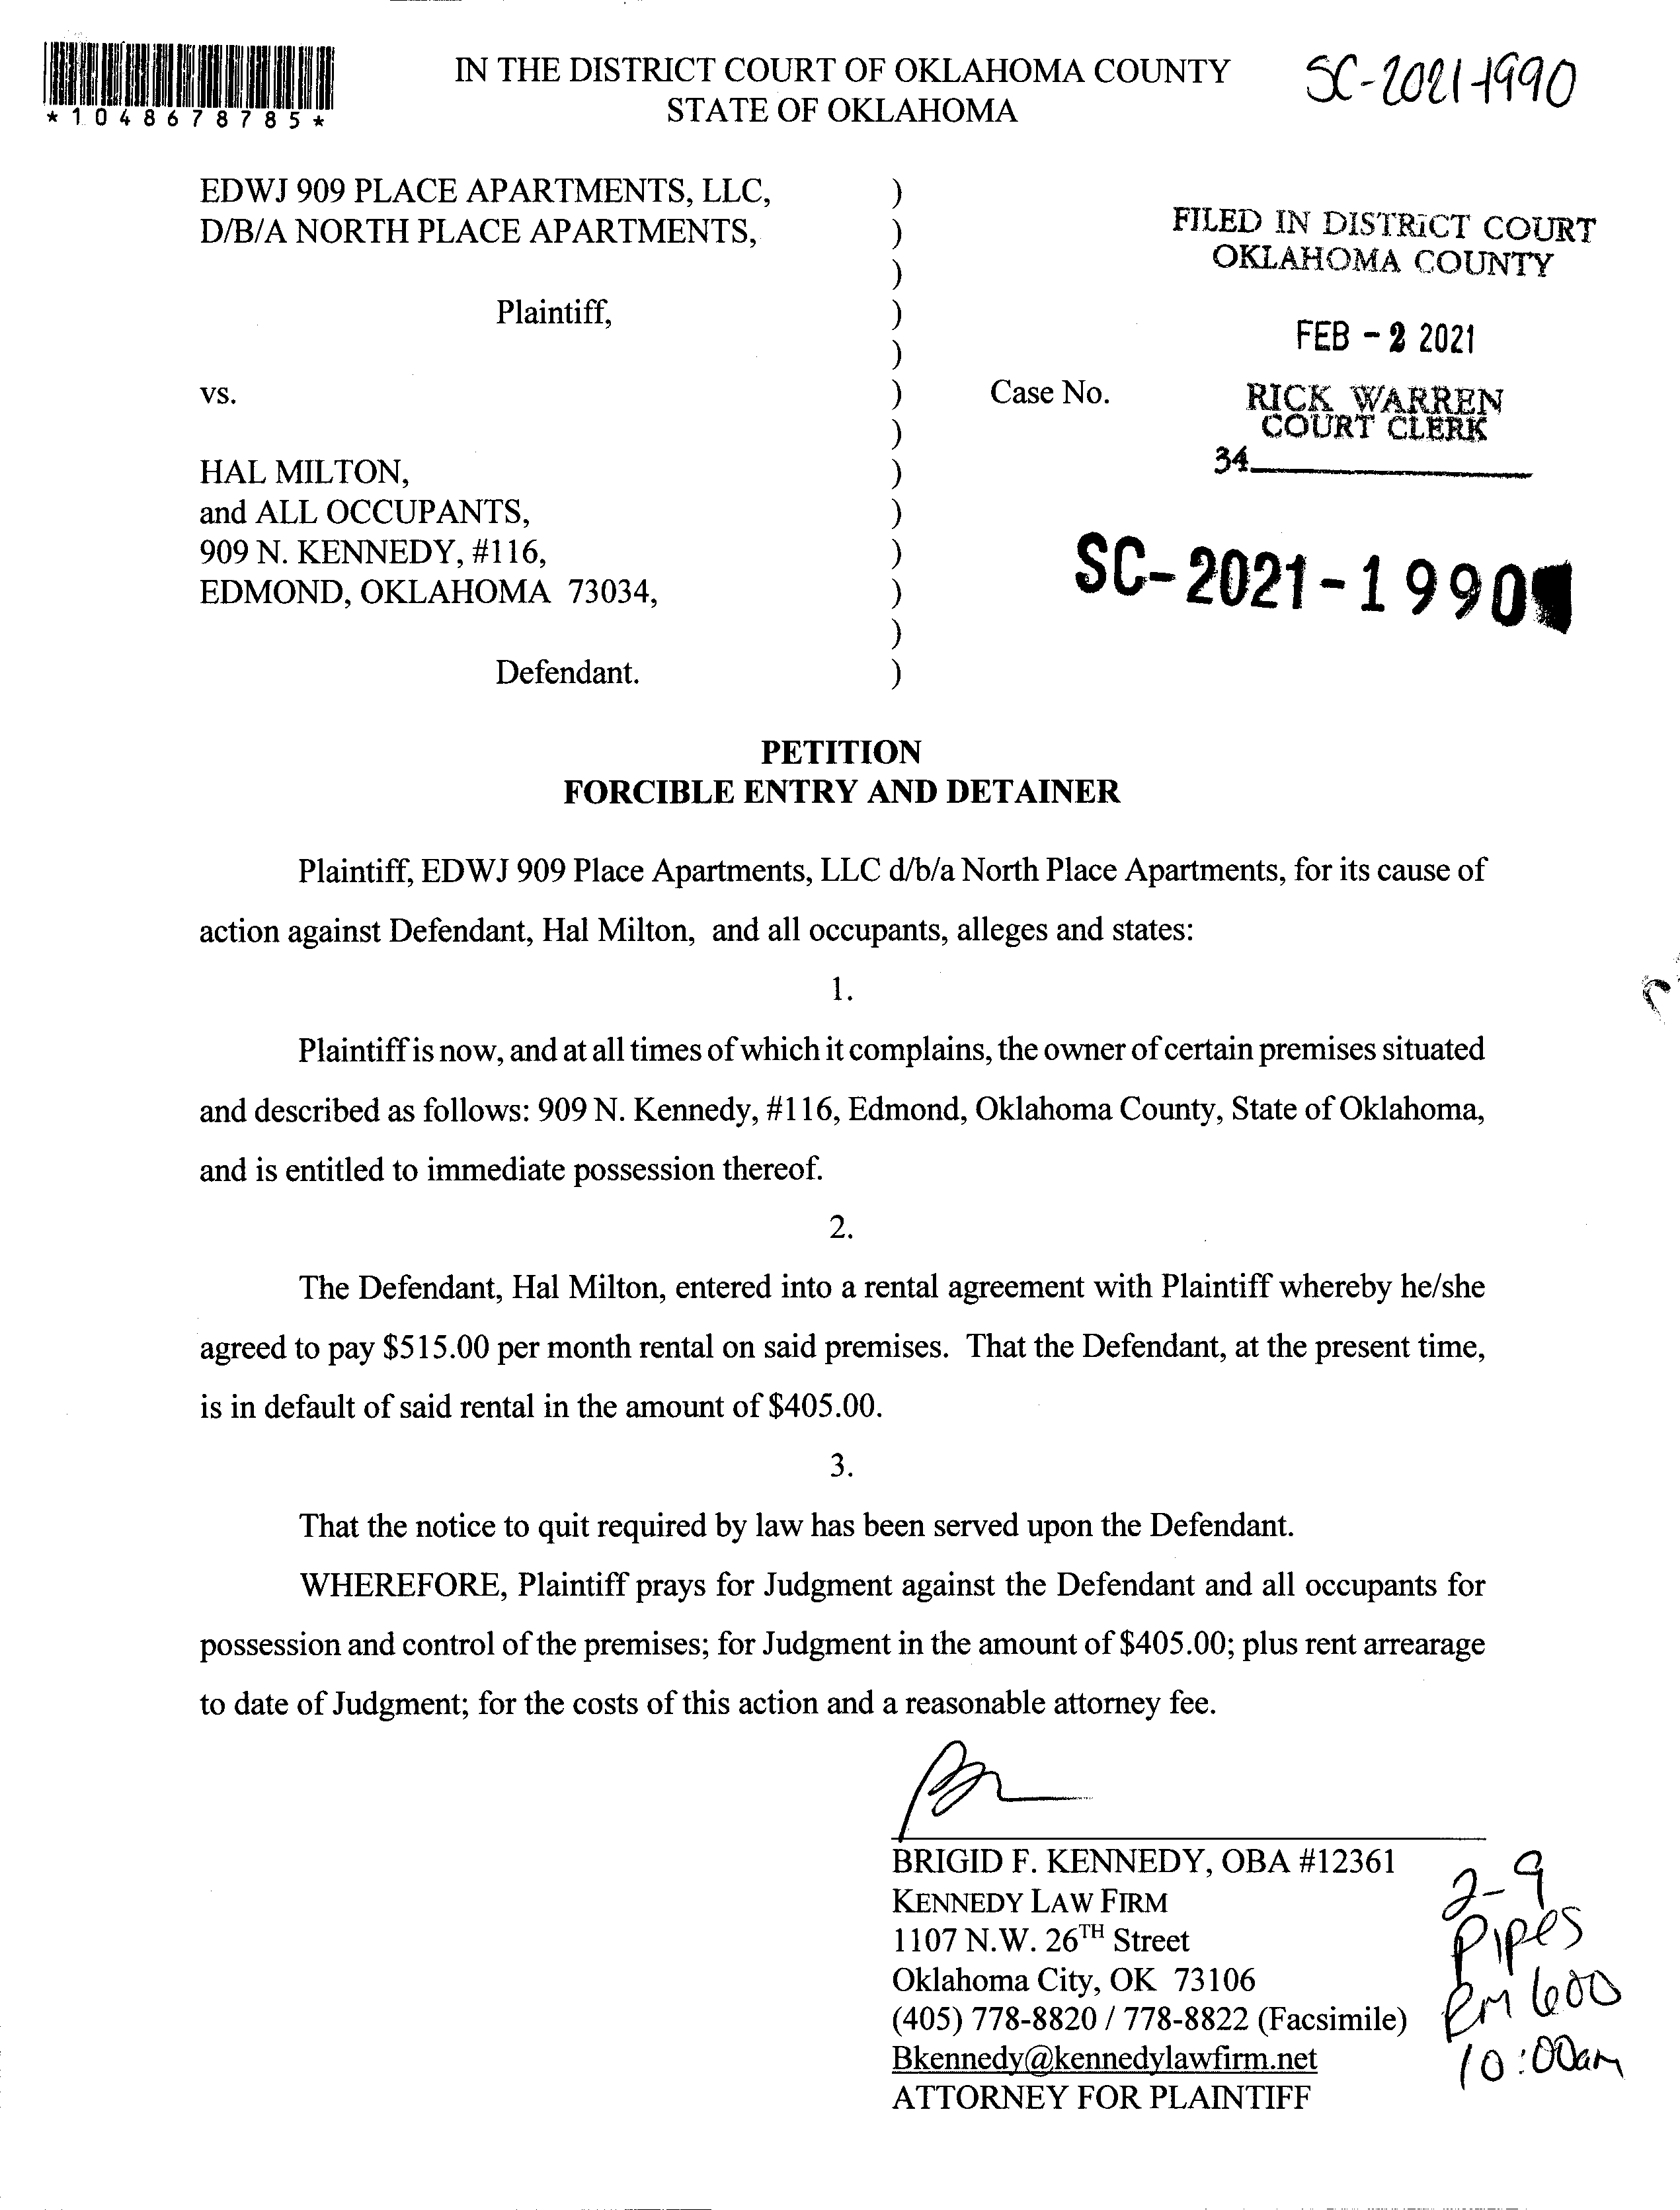 *1048678785*
IN THE DISTRICT COURT OF OKLAHOMA COUNTY
STATE OF OKLAHOMA
SC-2021-1990
EDWJ 909 PLACE APARTMENTS, LLC, )
D/B/A NORTH PLACE APARTMENTS, )
)
Plaintiff, )
)
vs. ) Case No.
)
HAL MILTON, )
and ALL OCCUPANTS, )
909 N. KENNEDY, #116, )
EDMOND, OKLAHOMA 73034, )
)
Defendant. )
FILED IN DISTRICT COURT
OKLAHOMA COUNTY
FEB - 2 2021
RICK WARREN
COURT CLERK
34
SC-2021-1990
PETITION
FORCIBLE ENTRY AND DETAINER
Plaintiff, EDWJ 909 Place Apartments, LLC d/b/a North Place Apartments, for its cause of
action against Defendant, Hal Milton, and all occupants, alleges and states:
1.
Plaintiff is now, and at all times of which it complains, the owner of certain premises situated
and described as follows: 909 N. Kennedy, #116, Edmond, Oklahoma County, State of Oklahoma,
and is entitled to immediate possession thereof.
2.
The Defendant, Hal Milton, entered into a rental agreement with Plaintiff whereby he/she
agreed to pay $515.00 per month rental on said premises. That the Defendant, at the present time,
is in default of said rental in the amount of $405.00.
3.
That the notice to quit required by law has been served upon the Defendant.
WHEREFORE, Plaintiff prays for Judgment against the Defendant and all occupants for
possession and control of the premises; for Judgment in the amount of $405.00; plus rent arrearage
to date of Judgment; for the costs of this action and a reasonable attorney fee.
BRIGID F. KENNEDY, OBA #12361
KENNEDY LAW FIRM
1107 N.W. 26TH Street
Oklahoma City, OK 73106
(405) 778-8820 / 778-8822 (Facsimile)
Bkennedy@kennedylawfirm.net
ATTORNEY FOR PLAINTIFF
2-9
Pipes
RM 600
10:00am